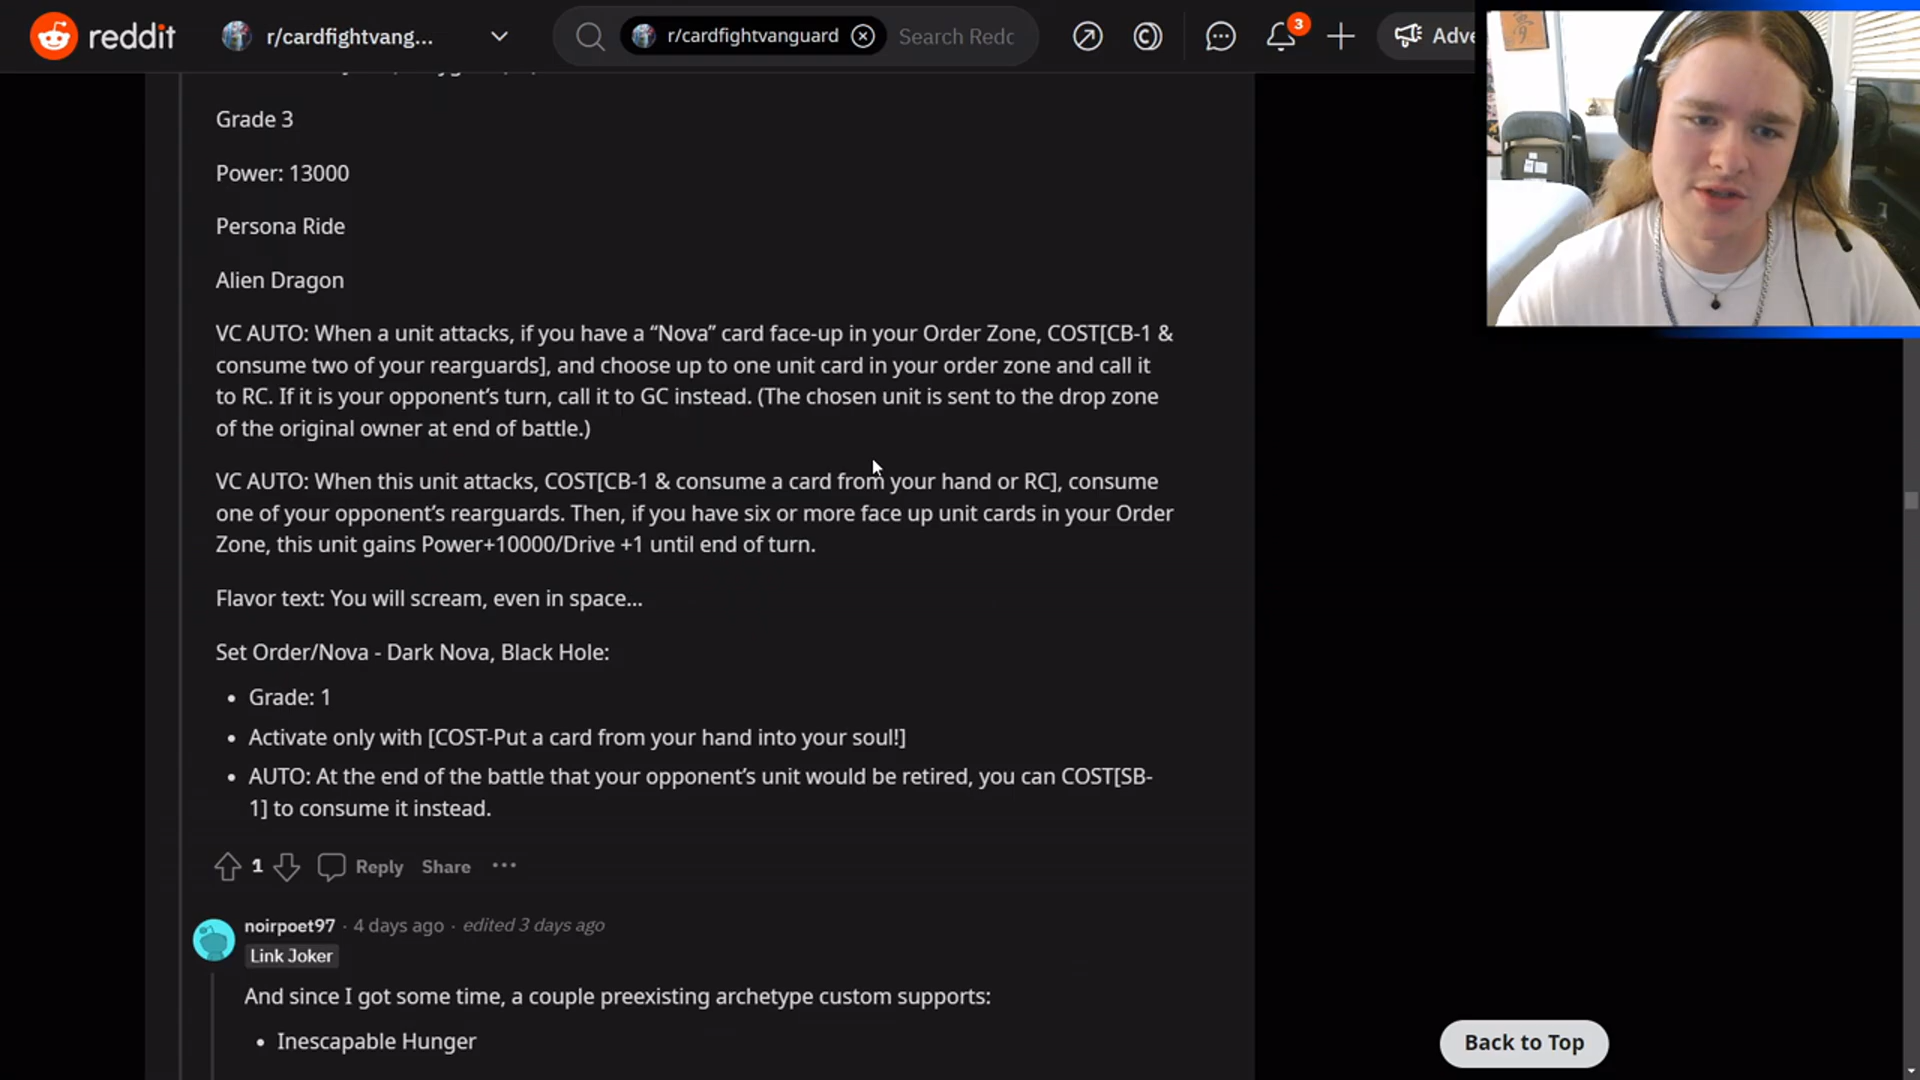 reddit
r/cardfightvang...
r/cardfightvanguard
Search Redc
3
Adve
Grade 3
Power: 13000
Persona Ride
Alien Dragon
VC AUTO: When a unit attacks, if you have a “Nova” card face-up in your Order Zone, COST[CB-1 &
consume two of your rearguards], and choose up to one unit card in your order zone and call it
to RC. If it is your opponent’s turn, call it to GC instead. (The chosen unit is sent to the drop zone
of the original owner at end of battle.)
VC AUTO: When this unit attacks, COST[CB-1 & consume a card from your hand or RC], consume
one of your opponent’s rearguards. Then, if you have six or more face up unit cards in your Order
Zone, this unit gains Power+10000/Drive +1 until end of turn.
Flavor text: You will scream, even in space...
Set Order/Nova - Dark Nova, Black Hole:
• Grade: 1
• Activate only with [COST-Put a card from your hand into your soul!]
• AUTO: At the end of the battle that your opponent’s unit would be retired, you can COST[SB-
1] to consume it instead.
1 Reply Share ...
noirpoet97 · 4 days ago · edited 3 days ago
Link Joker
And since I got some time, a couple preexisting archetype custom supports:
• Inescapable Hunger
Back to Top